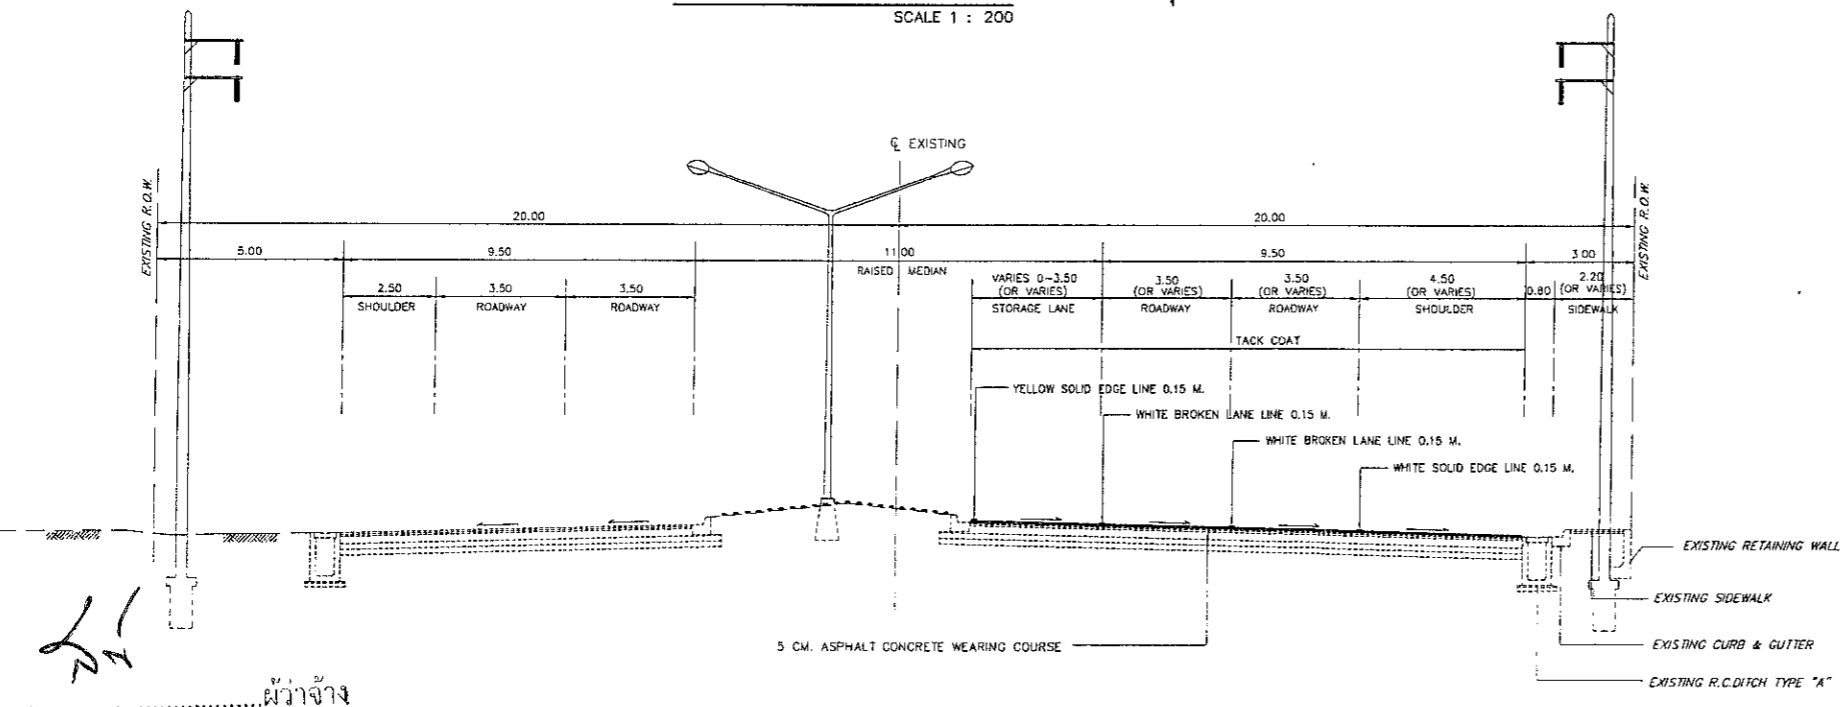 SCALE 1 : 200
℄ EXISTING
EXISTING R.O.W.
EXISTING R.O.W.
20.00 20.00
5.00 9.50 11.00 9.50 3.00
RAISED MEDIAN
2.50 3.50 3.50
SHOULDER ROADWAY ROADWAY
VARIES 0~3.50 (OR VARIES)
STORAGE LANE
3.50 (OR VARIES)
ROADWAY
3.50 (OR VARIES)
ROADWAY
4.50 (OR VARIES)
SHOULDER
0.80
2.20 (OR VARIES)
SIDEWALK
TACK COAT
YELLOW SOLID EDGE LINE 0.15 M.
WHITE BROKEN LANE LINE 0.15 M.
WHITE BROKEN LANE LINE 0.15 M.
WHITE SOLID EDGE LINE 0.15 M.
EXISTING RETAINING WALL
EXISTING SIDEWALK
5 CM. ASPHALT CONCRETE WEARING COURSE
EXISTING CURB & GUTTER
EXISTING R.C.DITCH TYPE "A"
ผู้ว่าจ้าง